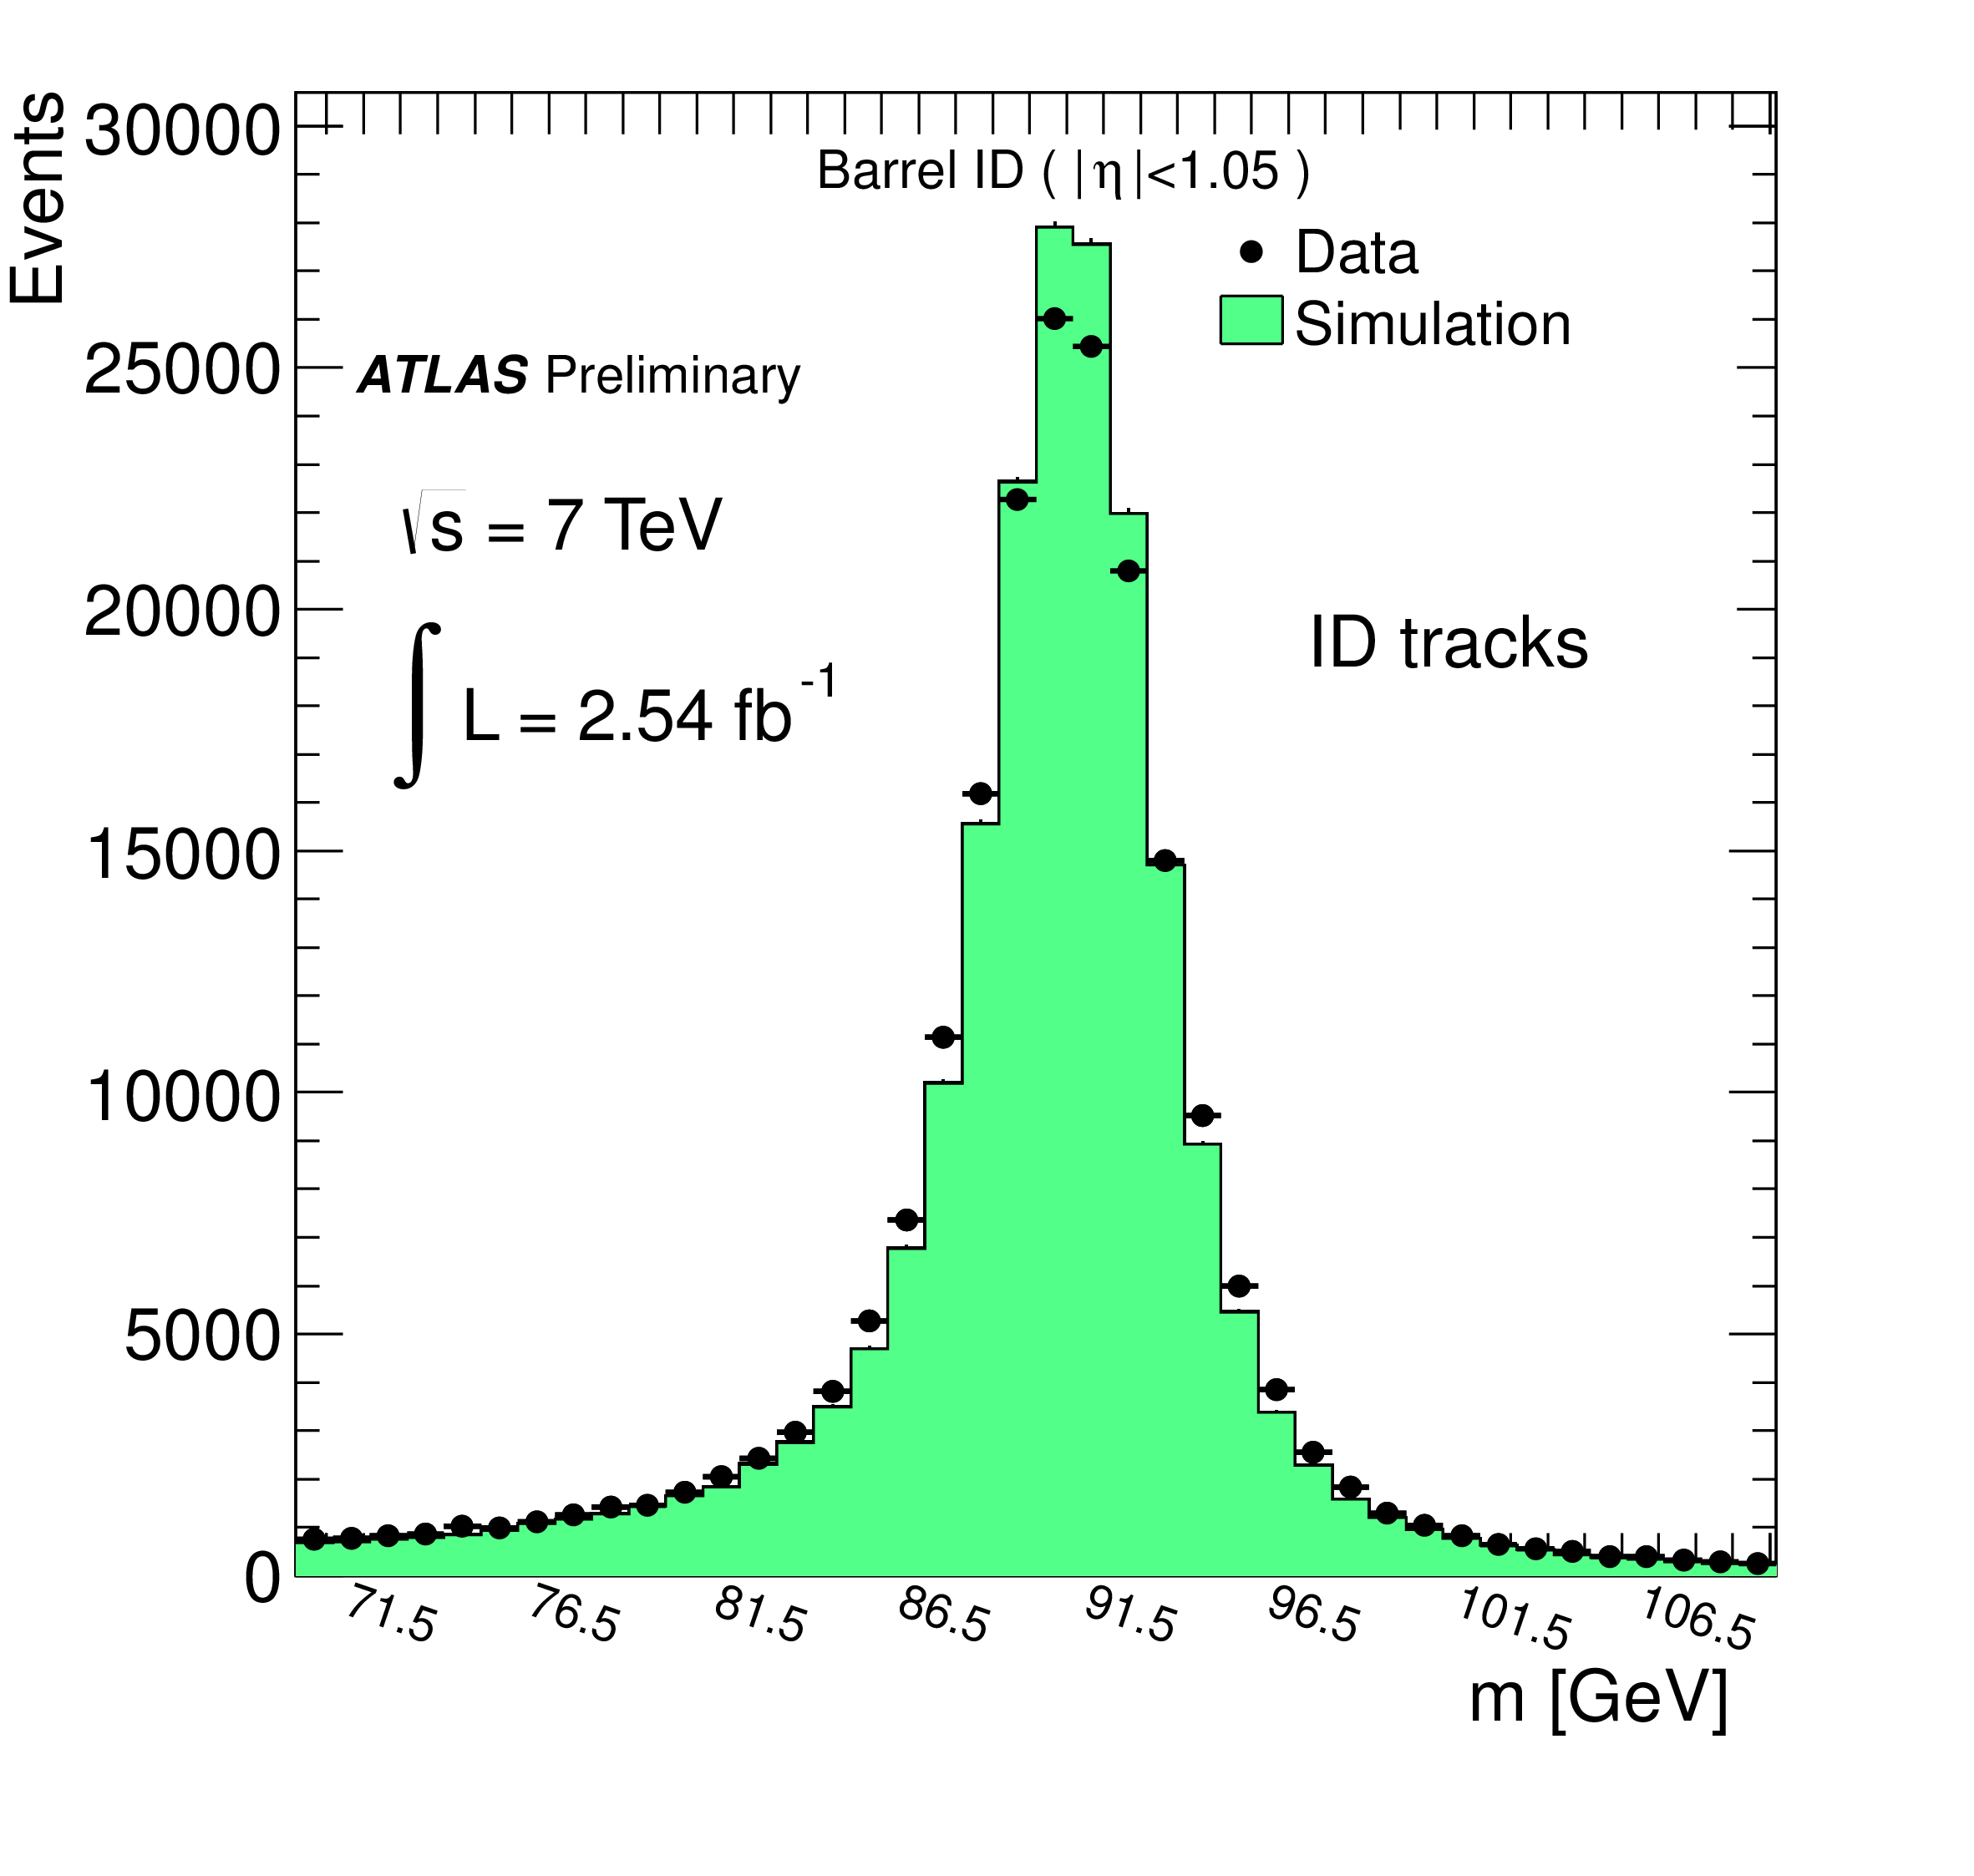 Events
30000
25000
20000
15000
10000
5000
0
Barrel ID ( |η|<1.05 )
Data
Simulation
ATLAS Preliminary
√s = 7 TeV
∫ L = 2.54 fb⁻¹
ID tracks
71.5 76.5 81.5 86.5 91.5 96.5 101.5 106.5
m [GeV]